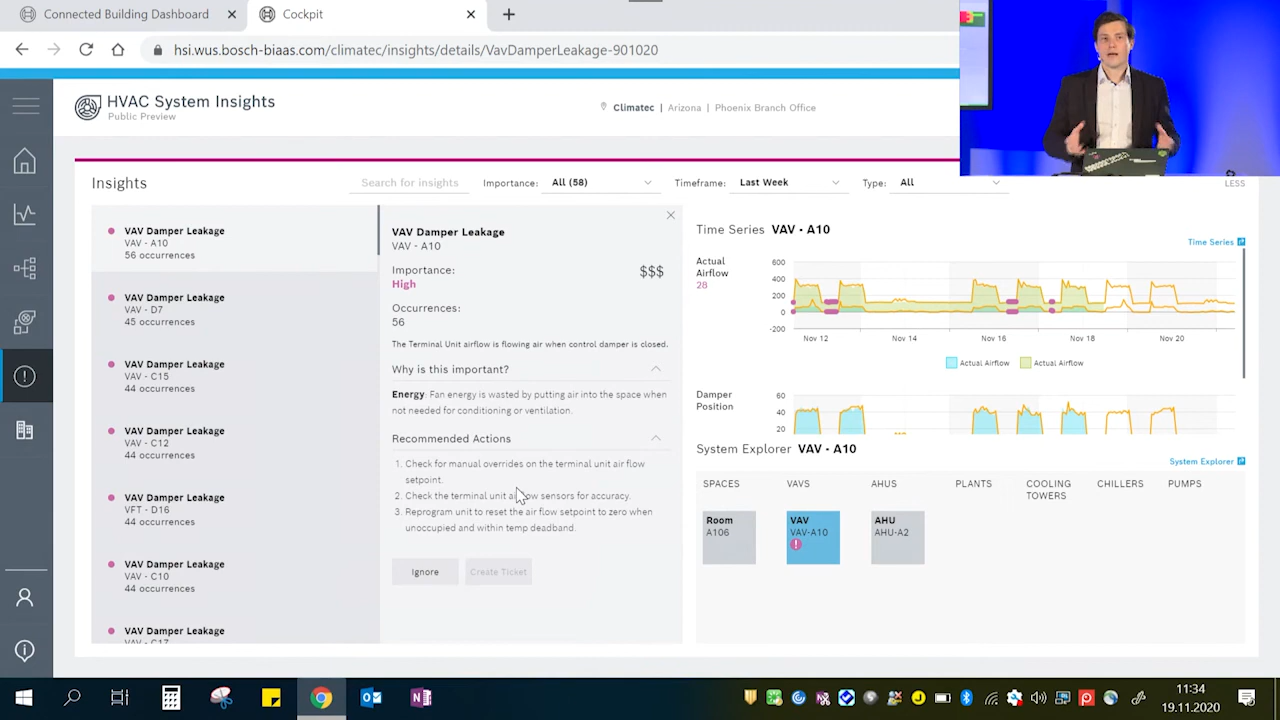 Connected Building Dashboard
Cockpit
hsi.wus.bosch-biaas.com/climatec/insights/details/VavDamperLeakage-901020
HVAC System Insights
Public Preview
Climatec | Arizona | Phoenix Branch Office
Insights
Search for insights
Importance: All (58)
Timeframe: Last Week
Type: All
LESS
VAV Damper Leakage
VAV - A10
56 occurrences
VAV Damper Leakage
VAV - D7
45 occurrences
VAV Damper Leakage
VAV - C15
44 occurrences
VAV Damper Leakage
VAV - C12
44 occurrences
VAV Damper Leakage
VFT - D16
44 occurrences
VAV Damper Leakage
VAV - C10
44 occurrences
VAV Damper Leakage
VAV - C17
VAV Damper Leakage
VAV - A10
Importance: $$$
High
Occurrences:
56
The Terminal Unit airflow is flowing air when control damper is closed.
Why is this important?
Energy: Fan energy is wasted by putting air into the space when
not needed for conditioning or ventilation.
Recommended Actions
1. Check for manual overrides on the terminal unit air flow
setpoint.
2. Check the terminal unit airflow sensors for accuracy.
3. Reprogram unit to reset the air flow setpoint to zero when
unoccupied and within temp deadband.
Ignore
Create Ticket
Time Series VAV - A10
Time Series
Actual
Airflow
28
600
400
200
0
-200
Nov 12
Nov 14
Nov 16
Nov 18
Nov 20
Actual Airflow
Actual Airflow
Damper
Position
60
40
20
System Explorer VAV - A10
System Explorer
SPACES
VAVS
AHUS
PLANTS
COOLING
TOWERS
CHILLERS
PUMPS
Room
A106
VAV
VAV-A10
AHU
AHU-A2
11:34
19.11.2020